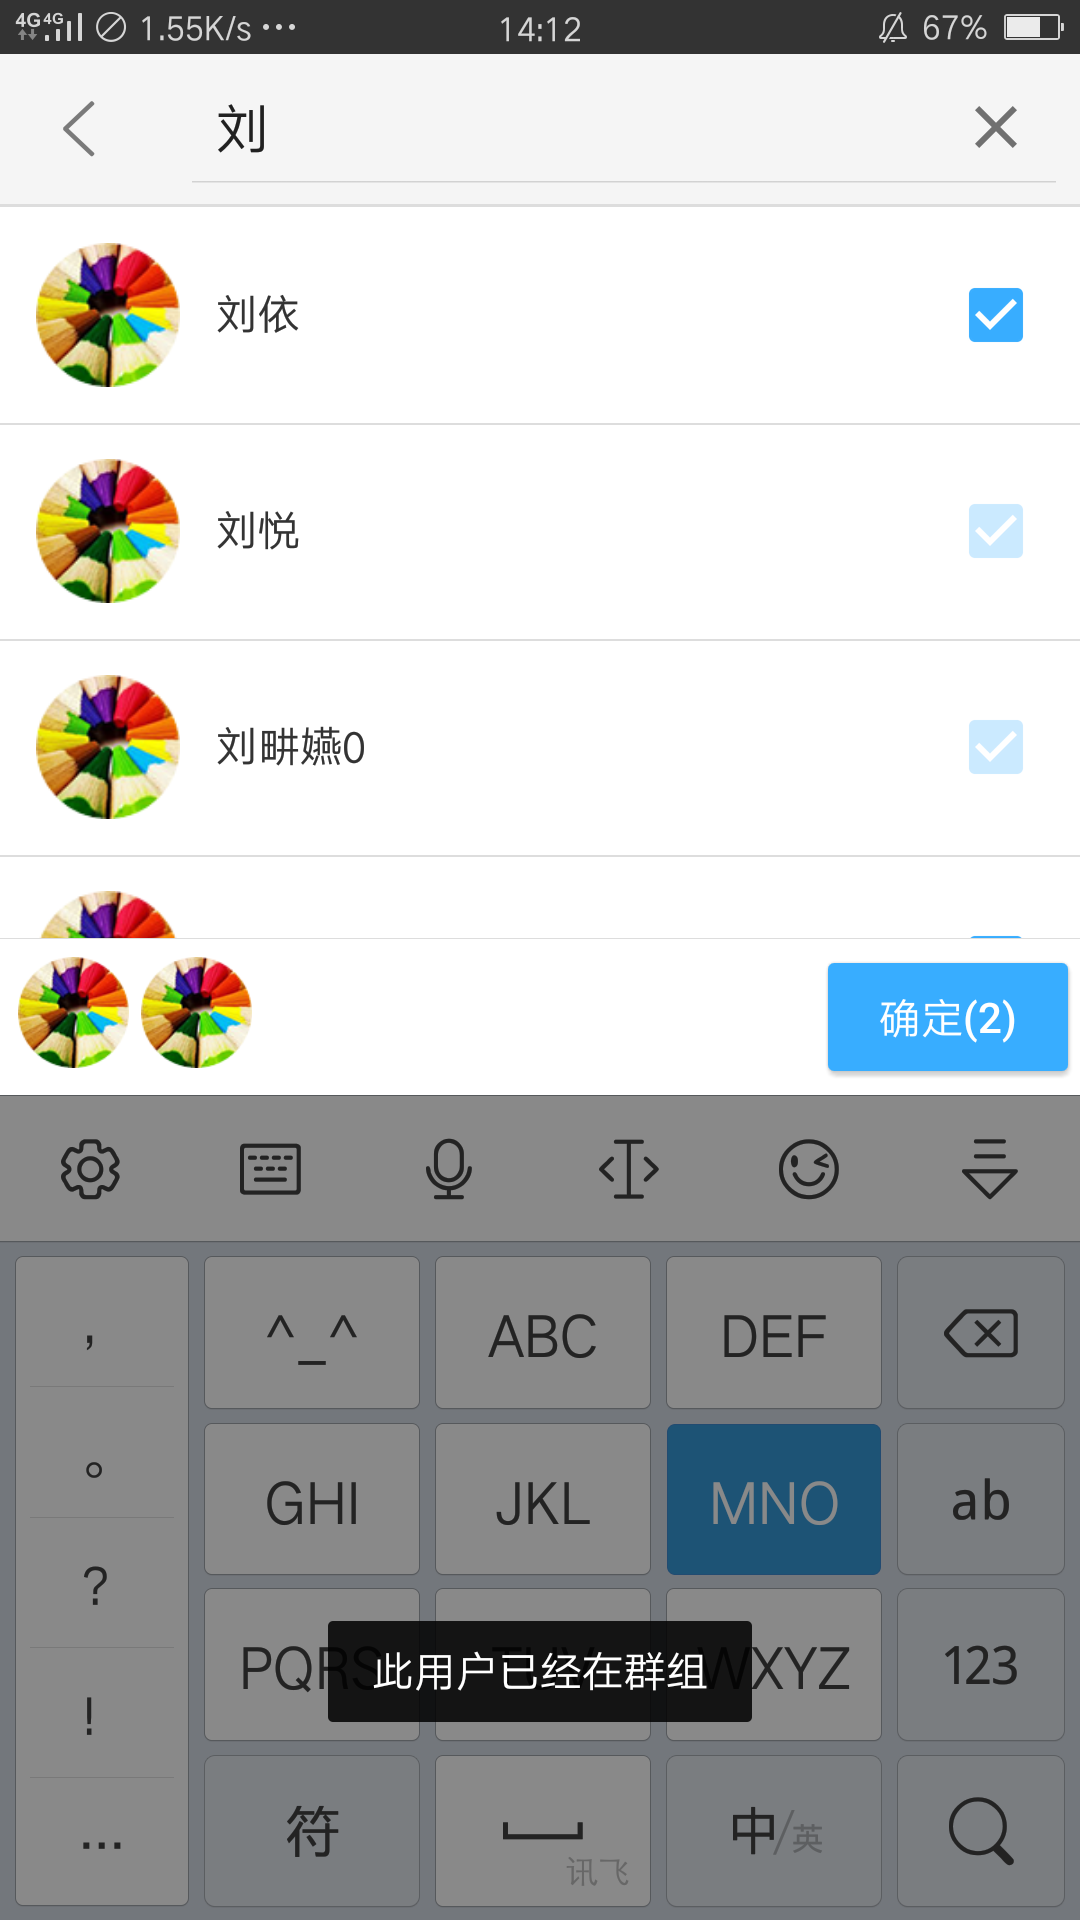 4G 4G 1.55K/s ··· 14:12 67%
刘
刘依
刘悦
刘畊嬿0
确定(2)
, ^_^ ABC DEF
。 GHI JKL MNO ab
? PQRS WXYZ 123
此用户已经在群组
!
... 符 中/英
讯飞